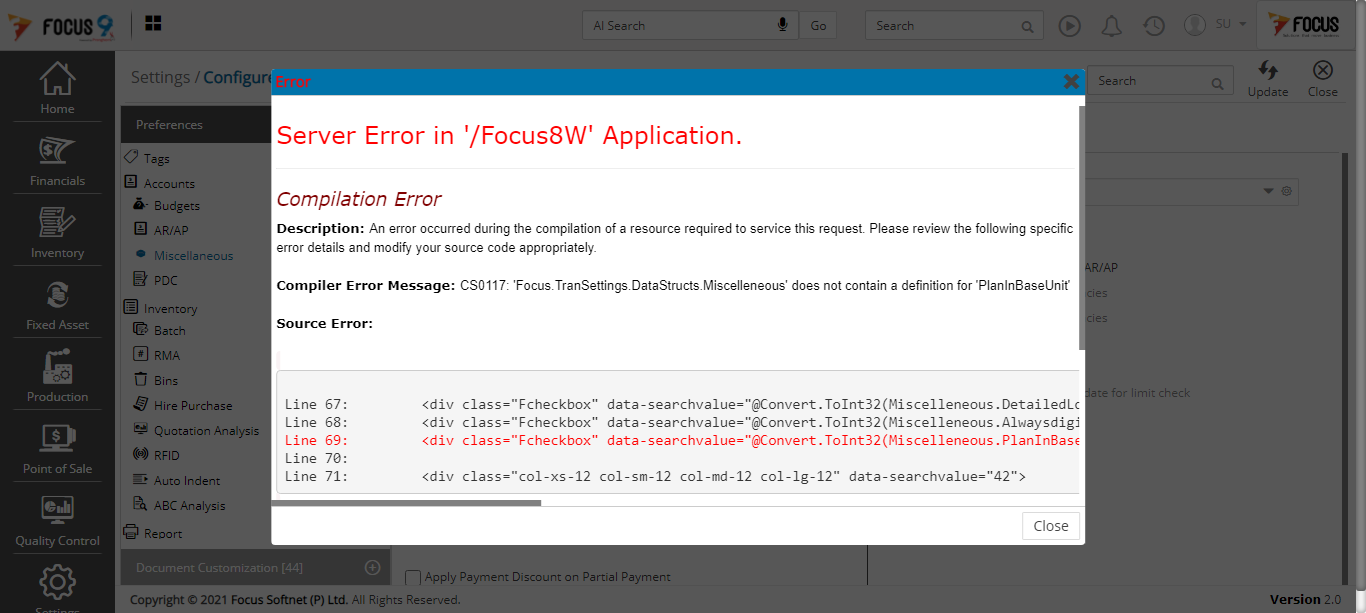 FOCUS 9
AI Search
Go
Search
SU
FOCUS
Home
Financials
Inventory
Fixed Asset
Production
Point of Sale
Quality Control
Settings
Settings / Configure
Search
Update
Close
Preferences
Tags
Accounts
Budgets
AR/AP
Miscellaneous
PDC
Inventory
Batch
RMA
Bins
Hire Purchase
Quotation Analysis
RFID
Auto Indent
ABC Analysis
Report
Document Customization [44]
Error
Server Error in '/Focus8W' Application.
Compilation Error
Description: An error occurred during the compilation of a resource required to service this request. Please review the following specific
error details and modify your source code appropriately.
Compiler Error Message: CS0117: 'Focus.TranSettings.DataStructs.Miscelleneous' does not contain a definition for 'PlanInBaseUnit'
Source Error:
Line 67: <div class="Fcheckbox" data-searchvalue="@Convert.ToInt32(Miscelleneous.DetailedLo
Line 68: <div class="Fcheckbox" data-searchvalue="@Convert.ToInt32(Miscelleneous.Alwaysdigi
Line 69: <div class="Fcheckbox" data-searchvalue="@Convert.ToInt32(Miscelleneous.PlanInBase
Line 70:
Line 71: <div class="col-xs-12 col-sm-12 col-md-12 col-lg-12" data-searchvalue="42">
Close
AR/AP
cies
cies
date for limit check
Apply Payment Discount on Partial Payment
Copyright © 2021 Focus Softnet (P) Ltd. All Rights Reserved.
Version 2.0